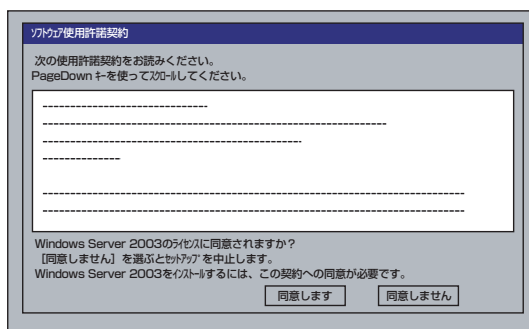 ソフトウェア使用許諾契約
次の使用許諾契約をお読みください。
PageDown キーを使ってスクロールしてください。
Windows Server 2003のライセンスに同意されますか？
［同意しません］を選ぶとセットアップを中止します。
Windows Server 2003をインストールするには、この契約への同意が必要です。
同意します 同意しません